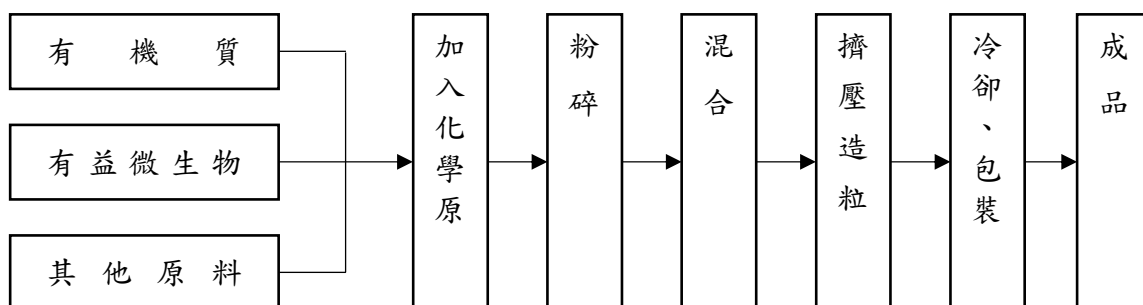 有機質
有益微生物
其他原料
加入化學原
粉碎
混合
擠壓造粒
冷卻、包裝
成品